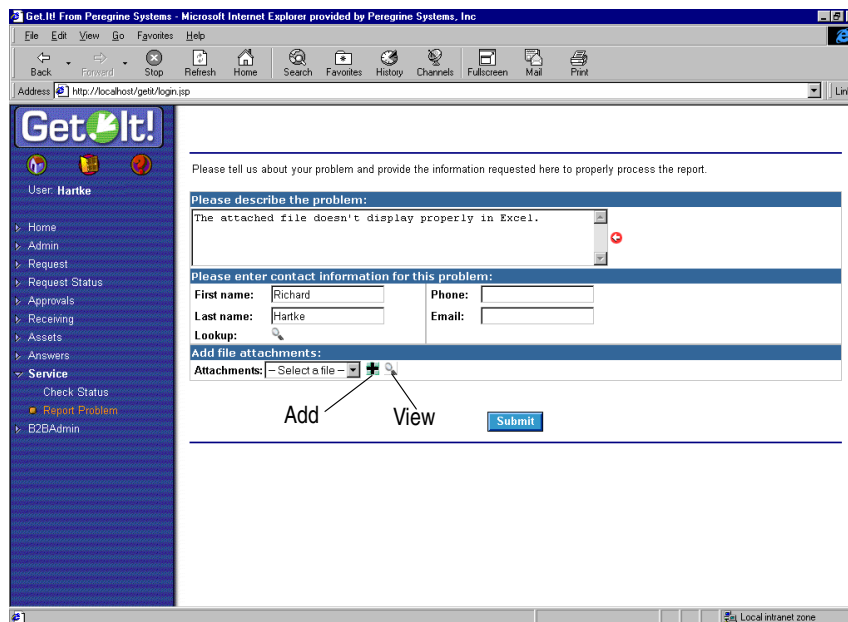 Get.It! From Peregrine Systems - Microsoft Internet Explorer provided by Peregrine Systems, Inc
File Edit View Go Favorites Help
Back Forward Stop Refresh Home Search Favorites History Channels Fullscreen Mail Print
Address http://localhost/getit/login.jsp Lin
Get It!
User: Hartke
Home
Admin
Request
Request Status
Approvals
Receiving
Assets
Answers
Service
Check Status
Report Problem
B2BAdmin
Please tell us about your problem and provide the information requested here to properly process the report.
Please describe the problem:
The attached file doesn't display properly in Excel.
Please enter contact information for this problem:
First name: Richard Phone:
Last name: Hartke Email:
Lookup:
Add file attachments:
Attachments: – Select a file –
Add View
Submit
Local intranet zone